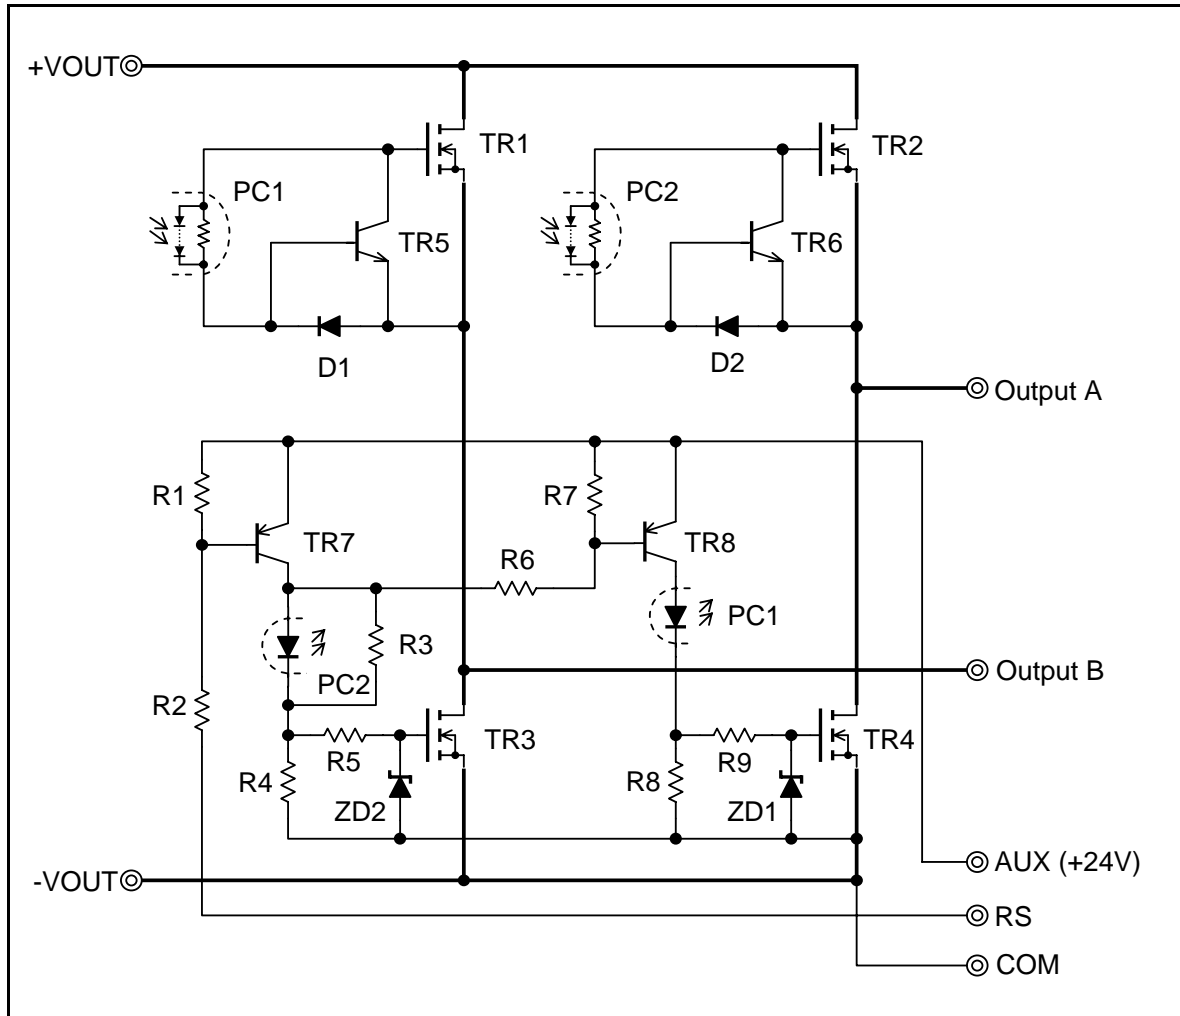 +VOUT
TR1
TR2
PC1
PC2
TR5
TR6
D1
D2
Output A
R1
R7
TR7
TR8
R6
PC1
R3
Output B
PC2
R2
TR3
TR4
R5
R9
R4
R8
ZD2
ZD1
AUX (+24V)
-VOUT
RS
COM